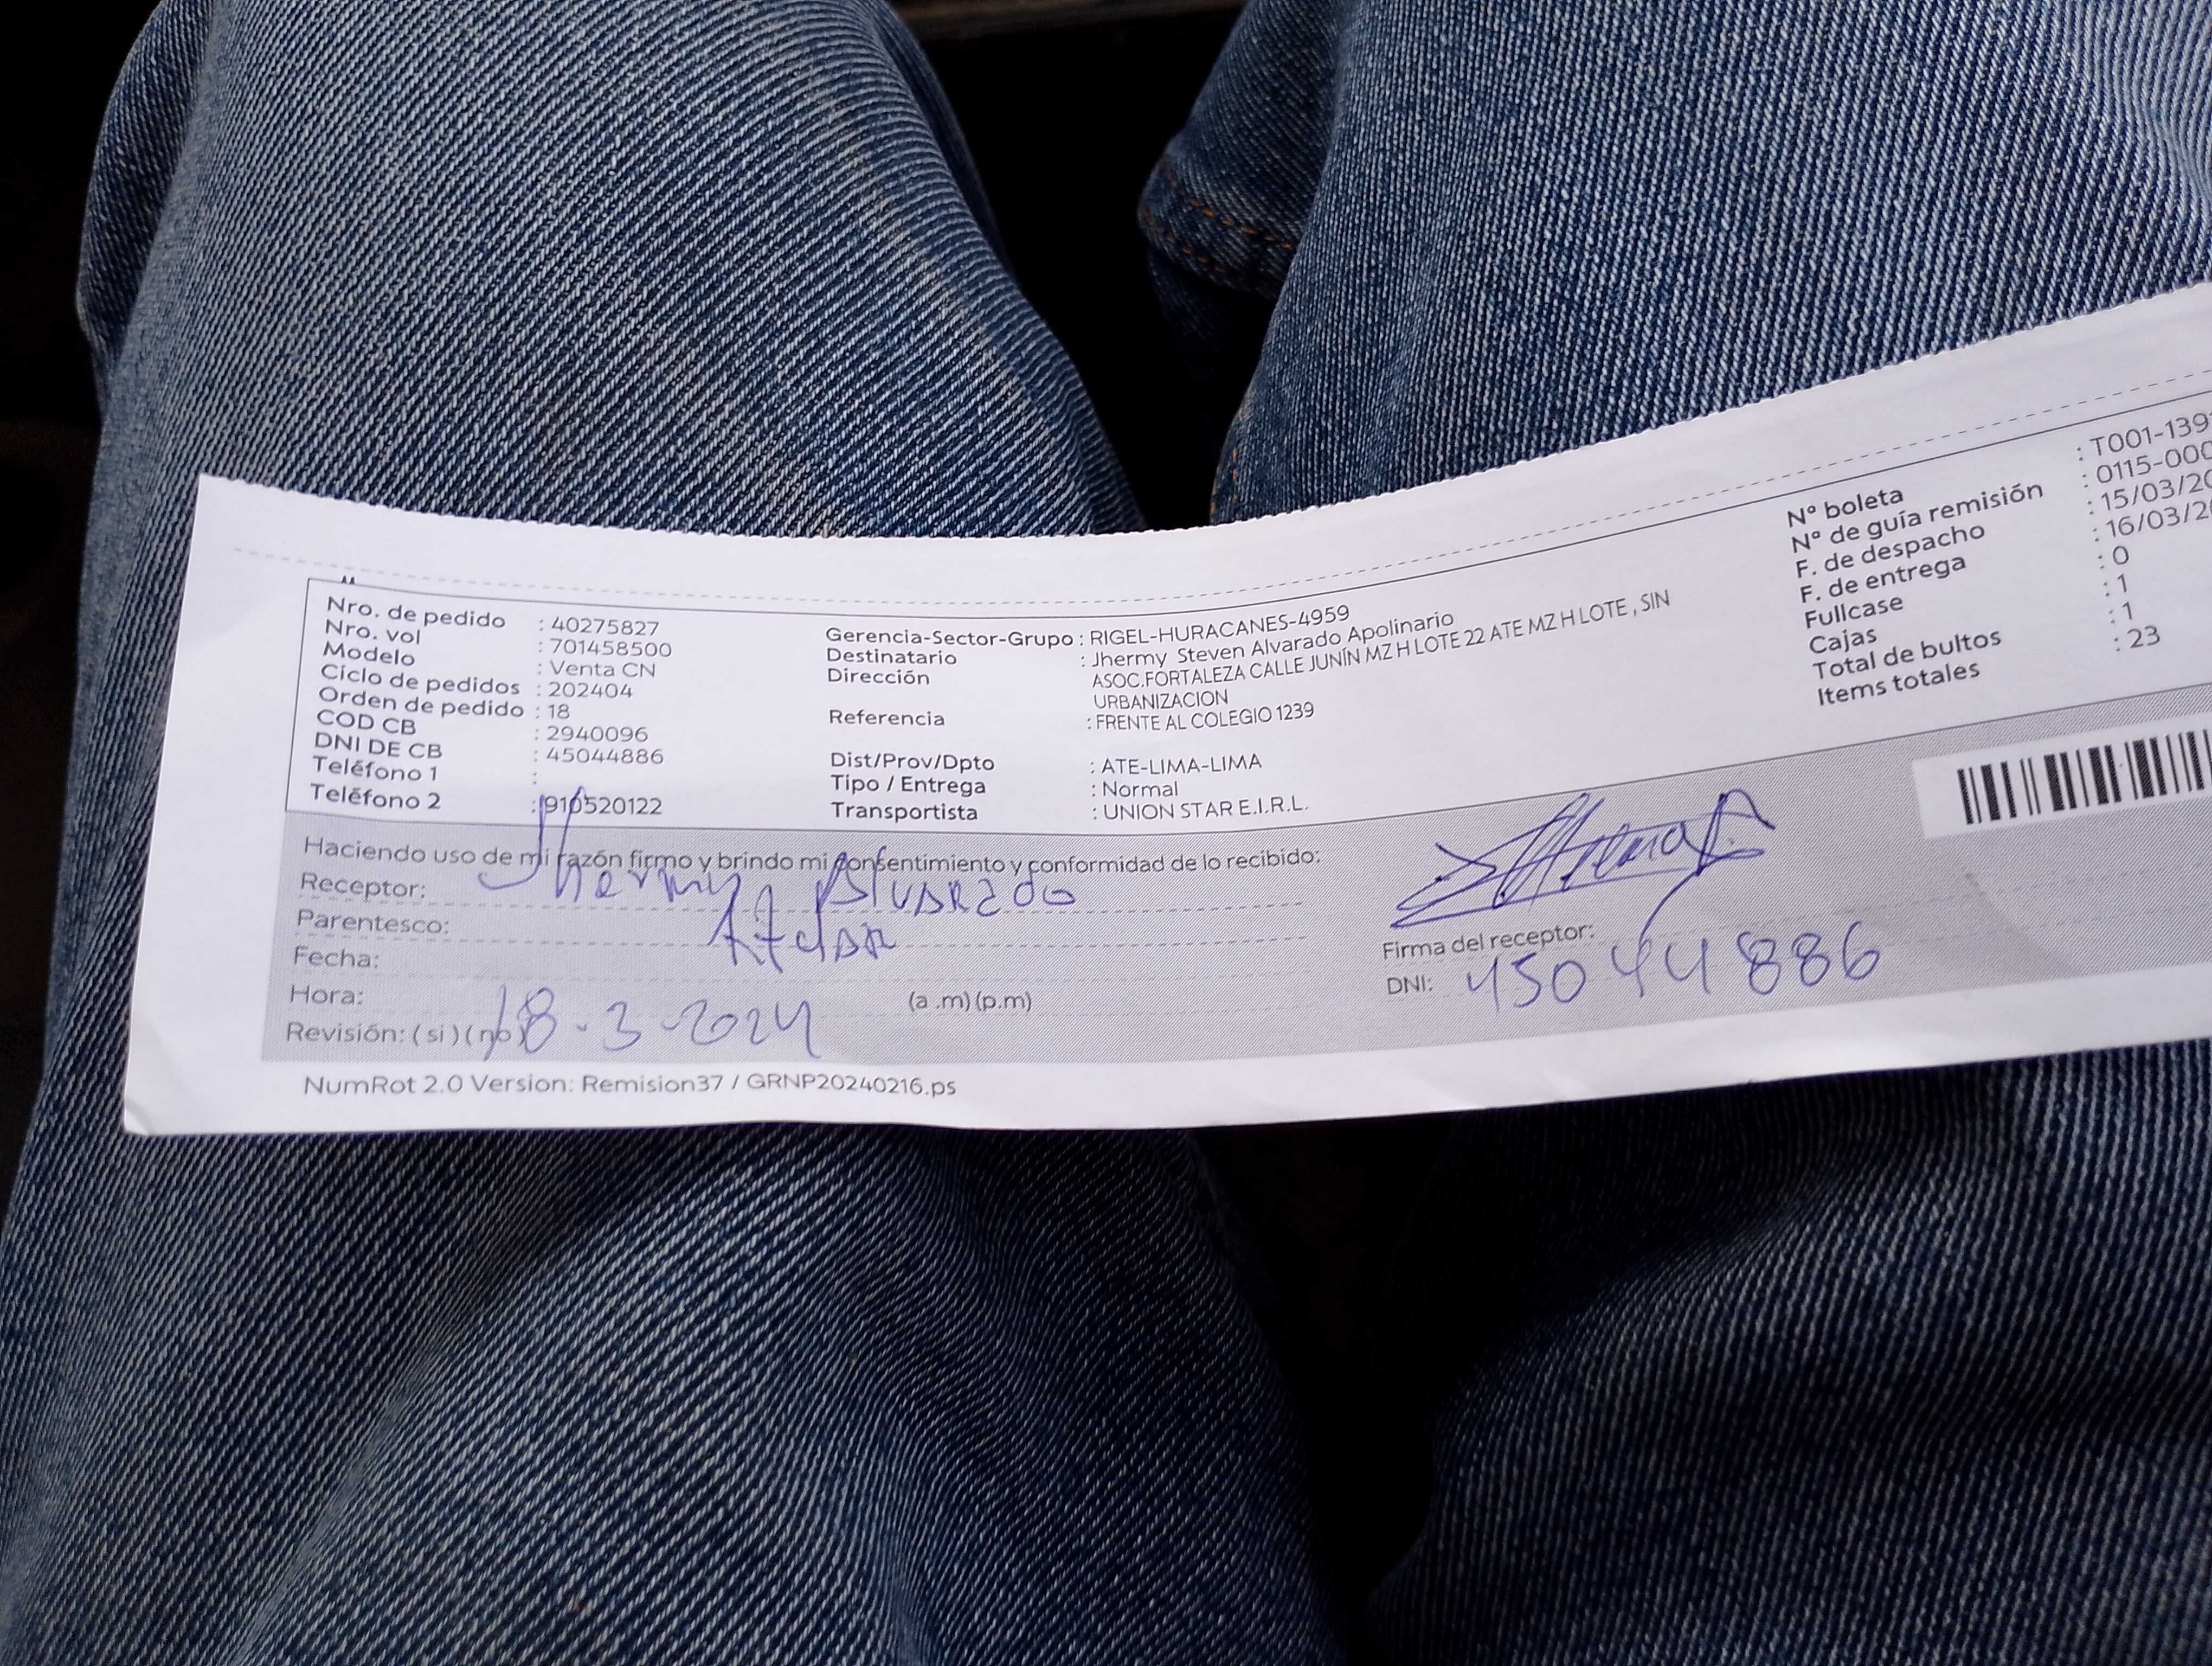 Nro. de pedido : 40275827
Nro. vol : 701458500
Modelo : Venta CN
Ciclo de pedidos : 202404
Orden de pedido : 18
COD CB : 2940096
DNI DE CB : 45044886
Teléfono 1 :
Teléfono 2 : 910520122
Gerencia-Sector-Grupo : RIGEL-HURACANES-4959
Destinatario : Jhermy Steven Alvarado Apolinario
Dirección : ASOC.FORTALEZA CALLE JUNÍN MZ H LOTE 22 ATE MZ H LOTE , SIN
URBANIZACION
Referencia : FRENTE AL COLEGIO 1239
Dist/Prov/Dpto : ATE-LIMA-LIMA
Tipo / Entrega : Normal
Transportista : UNION STAR E.I.R.L.
Nº boleta : T001-139
Nº de guía remisión : 0115-000
F. de despacho : 15/03/20
F. de entrega : 16/03/20
Fullcase : 0
Cajas : 1
Total de bultos : 1
Items totales : 23
Haciendo uso de mi razón firmo y brindo mi consentimiento y conformidad de lo recibido:
Receptor: Jhermy Alvarado
Parentesco:
Fecha:
Hora: (a .m) (p.m)
Revisión: ( si ) ( no ) 18-3-2024
Firma del receptor:
DNI: 45044886
NumRot 2.0 Version: Remision37 / GRNP20240216.ps